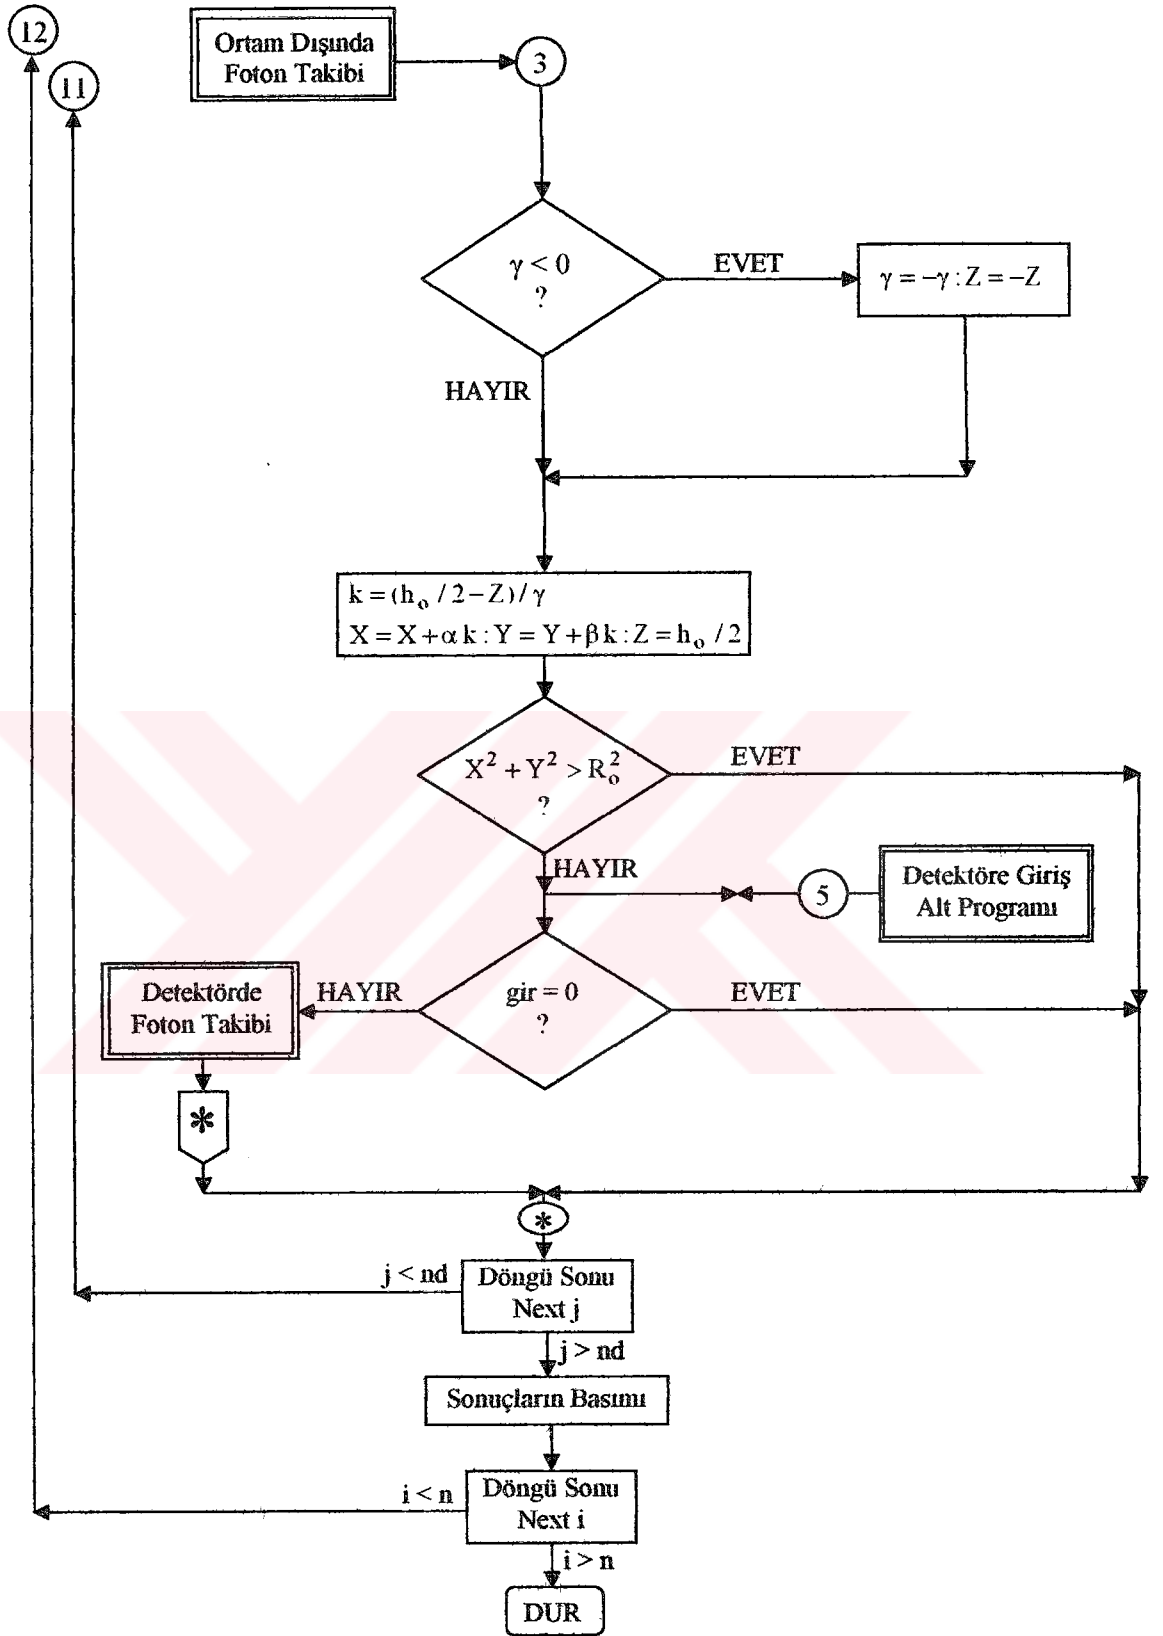 12
11
Ortam Dışında
Foton Takibi
3
γ < 0
?
EVET
γ = −γ : Z = −Z
HAYIR
k = (h₀ / 2 − Z) / γ
X = X + α k : Y = Y + β k : Z = h₀ / 2
X² + Y² > R₀²
?
EVET
HAYIR
5
Detektöre Giriş
Alt Programı
gir = 0
?
EVET
HAYIR
Detektörde
Foton Takibi
*
*
j < nd
Döngü Sonu
Next j
j > nd
Sonuçların Basımı
i < n
Döngü Sonu
Next i
i > n
DUR